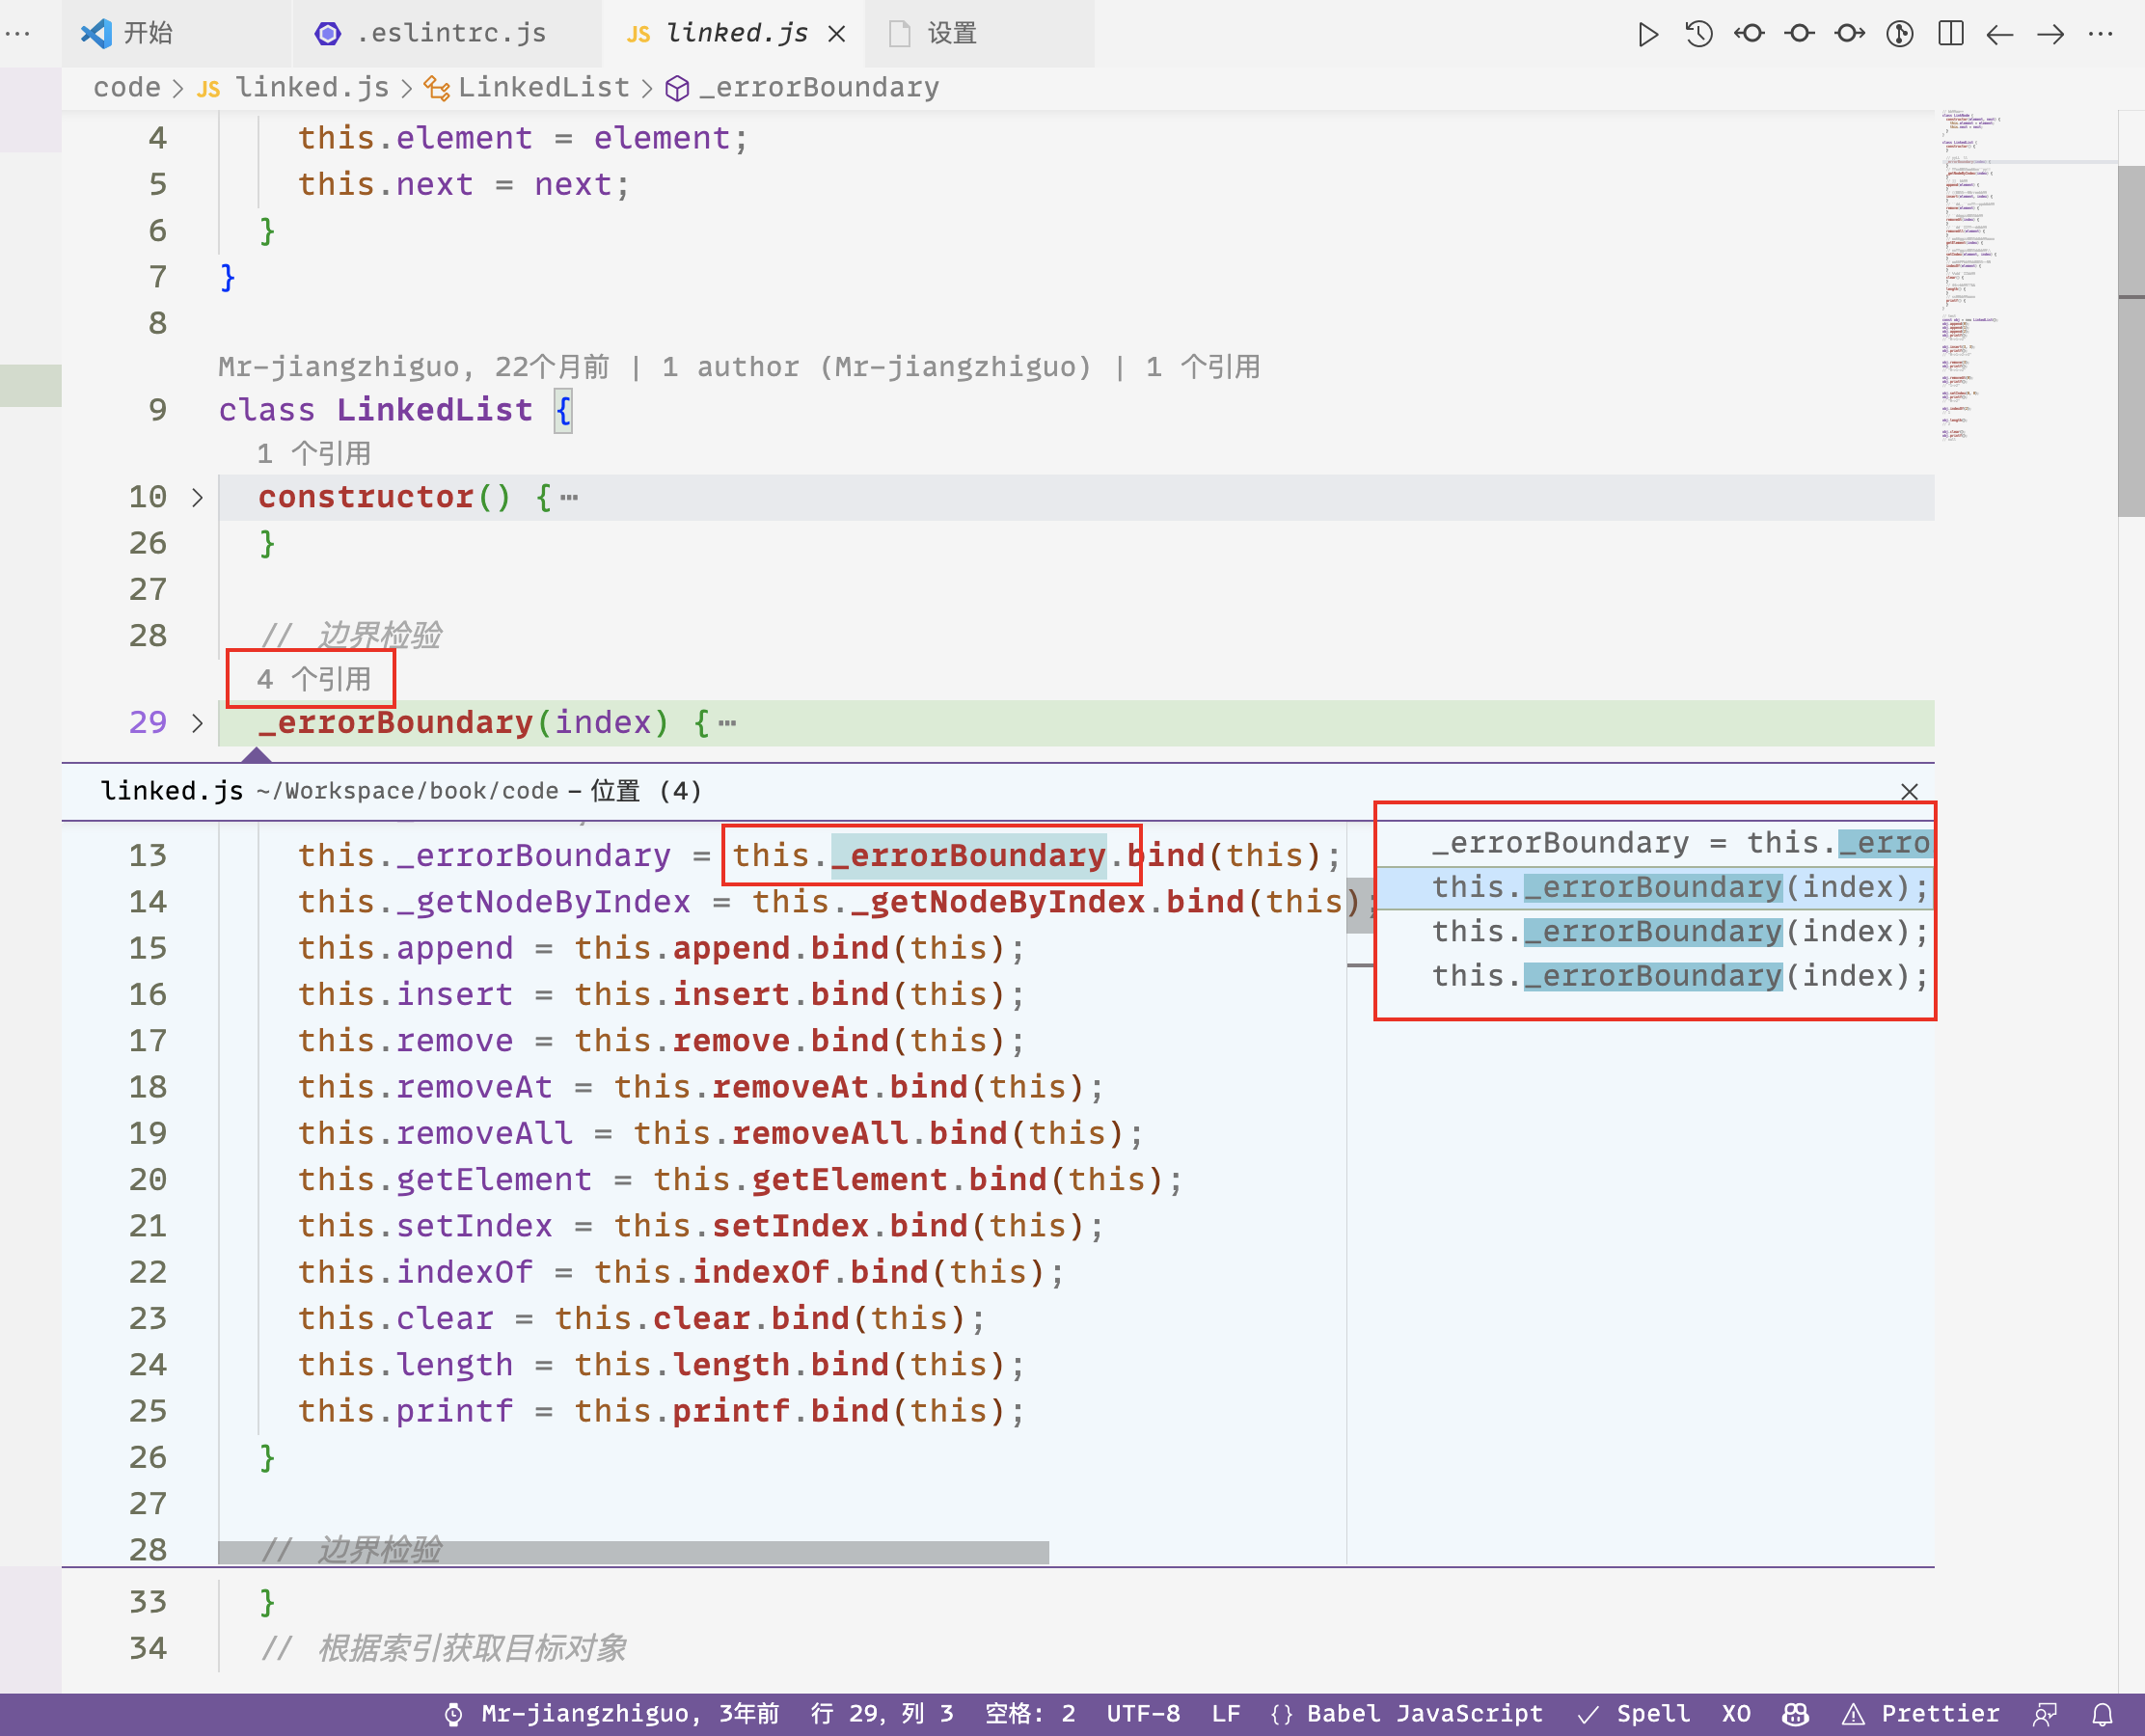 开始
.eslintrc.js
JS linked.js
设置
code > JS linked.js > LinkedList > _errorBoundary
4 this.element = element;
5 this.next = next;
6 }
7 }
8
Mr-jiangzhiguo, 22个月前 | 1 author (Mr-jiangzhiguo) | 1 个引用
9 class LinkedList {
1 个引用
10 constructor() {…
26 }
27
28 // 边界检验
4 个引用
29 _errorBoundary(index) {…
linked.js ~/Workspace/book/code – 位置 (4)
13 this._errorBoundary = this._errorBoundary.bind(this);
14 this._getNodeByIndex = this._getNodeByIndex.bind(this);
15 this.append = this.append.bind(this);
16 this.insert = this.insert.bind(this);
17 this.remove = this.remove.bind(this);
18 this.removeAt = this.removeAt.bind(this);
19 this.removeAll = this.removeAll.bind(this);
20 this.getElement = this.getElement.bind(this);
21 this.setIndex = this.setIndex.bind(this);
22 this.indexOf = this.indexOf.bind(this);
23 this.clear = this.clear.bind(this);
24 this.length = this.length.bind(this);
25 this.printf = this.printf.bind(this);
26 }
27
28 // 边界检验
_errorBoundary = this._erro
this._errorBoundary(index);
this._errorBoundary(index);
this._errorBoundary(index);
33 }
34 // 根据索引获取目标对象
Mr-jiangzhiguo, 3年前 行 29, 列 3 空格: 2 UTF-8 LF {} Babel JavaScript Spell XO Prettier